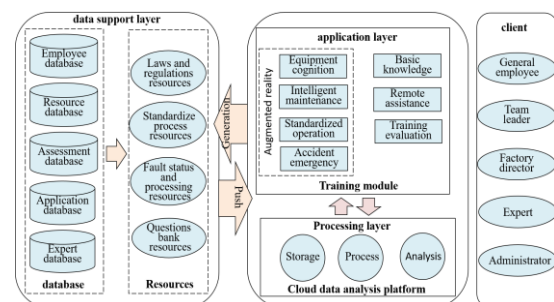 data support layer
Employee
database
Resource
database
Assessment
database
Application
database
Expert
database
database
Laws and
regulations
resources
Standardize
process
resources
Fault status
and
processing
resources
Questions
bank
resources
Resources
Generation
Push
application layer
Augmented reality
Equipment
cognition
Intelligent
maintenance
Standardized
operation
Accident
emergency
Basic
knowledge
Remote
assistance
Training
evaluation
Training module
Processing layer
Storage
Process
Analysis
Cloud data analysis platform
client
General
employee
Team
leader
Factory
director
Expert
Administrator